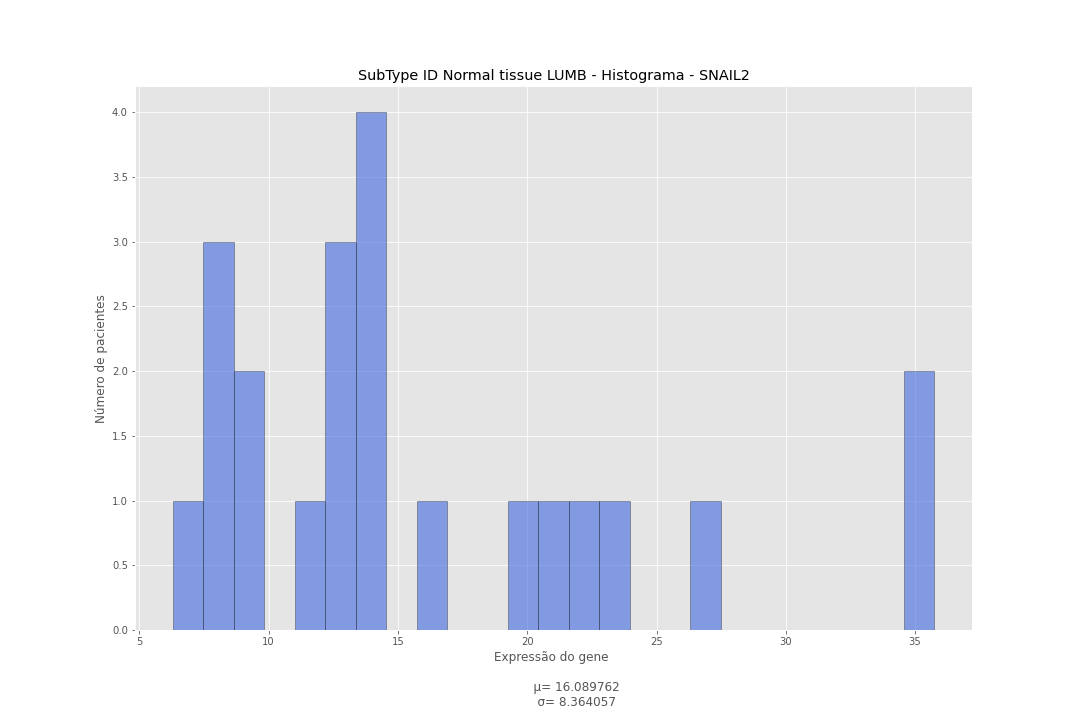 SubType ID Normal tissue LUMB - Histograma - SNAIL2
4.0
3.5
3.0
2.5
2.0
1.5
1.0
0.5
0.0
Número de pacientes
5 10 15 20 25 30 35
Expressão do gene
μ= 16.089762
σ= 8.364057